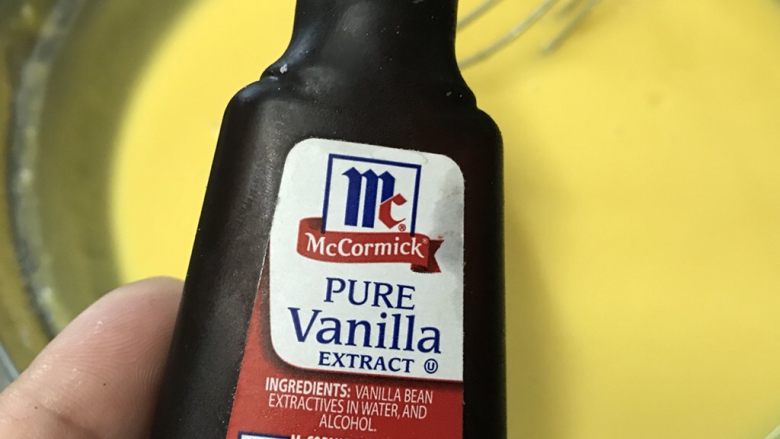 Mc®
McCormick®
PURE
Vanilla
EXTRACT Ⓤ
INGREDIENTS: VANILLA BEAN
EXTRACTIVES IN WATER, AND
ALCOHOL.